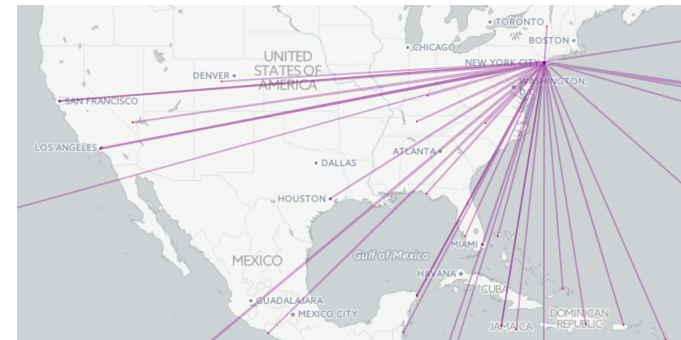 TORONTO
BOSTON
CHICAGO
UNITED
STATES OF
AMERICA
NEW YORK CITY
DENVER
WASHINGTON,
D.C.
SAN FRANCISCO
LOS ANGELES
ATLANTA
DALLAS
HOUSTON
MIAMI
Gulf of Mexico
MEXICO
HAVANA
CUBA
GUADALAJARA
MEXICO CITY
DOMINICAN
REPUBLIC
JAMAICA